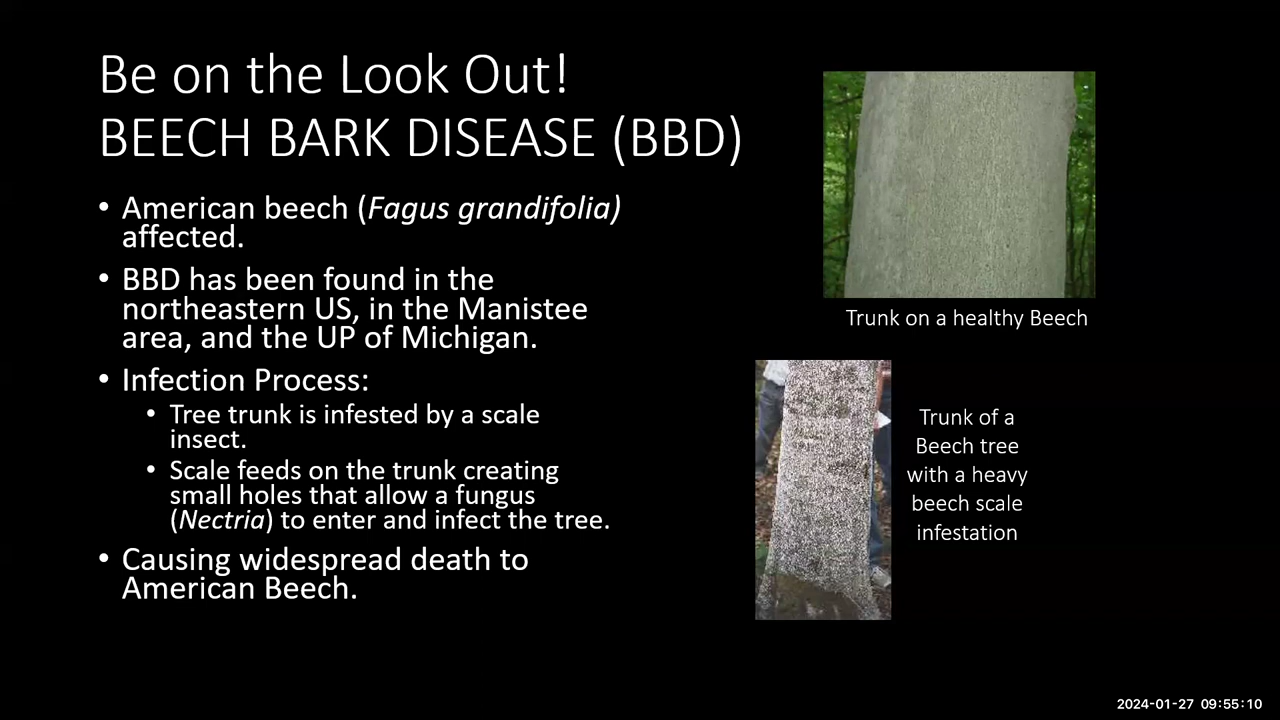 Be on the Look Out!
BEECH BARK DISEASE (BBD)
• American beech (Fagus grandifolia)
affected.
• BBD has been found in the
northeastern US, in the Manistee
area, and the UP of Michigan.
• Infection Process:
• Tree trunk is infested by a scale
insect.
• Scale feeds on the trunk creating
small holes that allow a fungus
(Nectria) to enter and infect the tree.
• Causing widespread death to
American Beech.
Trunk on a healthy Beech
Trunk of a
Beech tree
with a heavy
beech scale
infestation
2024-01-27 09:55:10